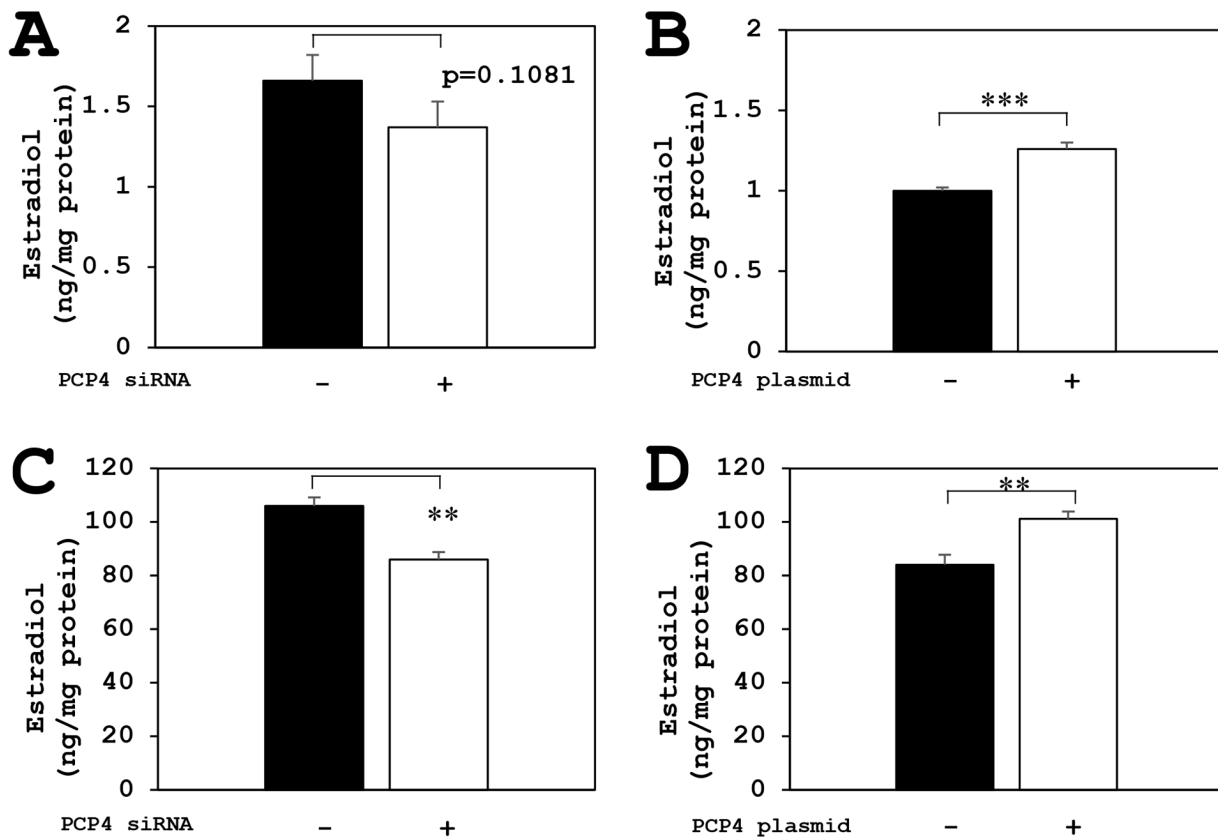 A
Estradiol
(ng/mg protein)
2
1.5
1
0.5
0
p=0.1081
PCP4 siRNA - +
B
Estradiol
(ng/mg protein)
2
1.5
1
0.5
0
***
PCP4 plasmid - +
C
Estradiol
(ng/mg protein)
120
100
80
60
40
20
0
**
PCP4 siRNA - +
D
Estradiol
(ng/mg protein)
120
100
80
60
40
20
0
**
PCP4 plasmid - +